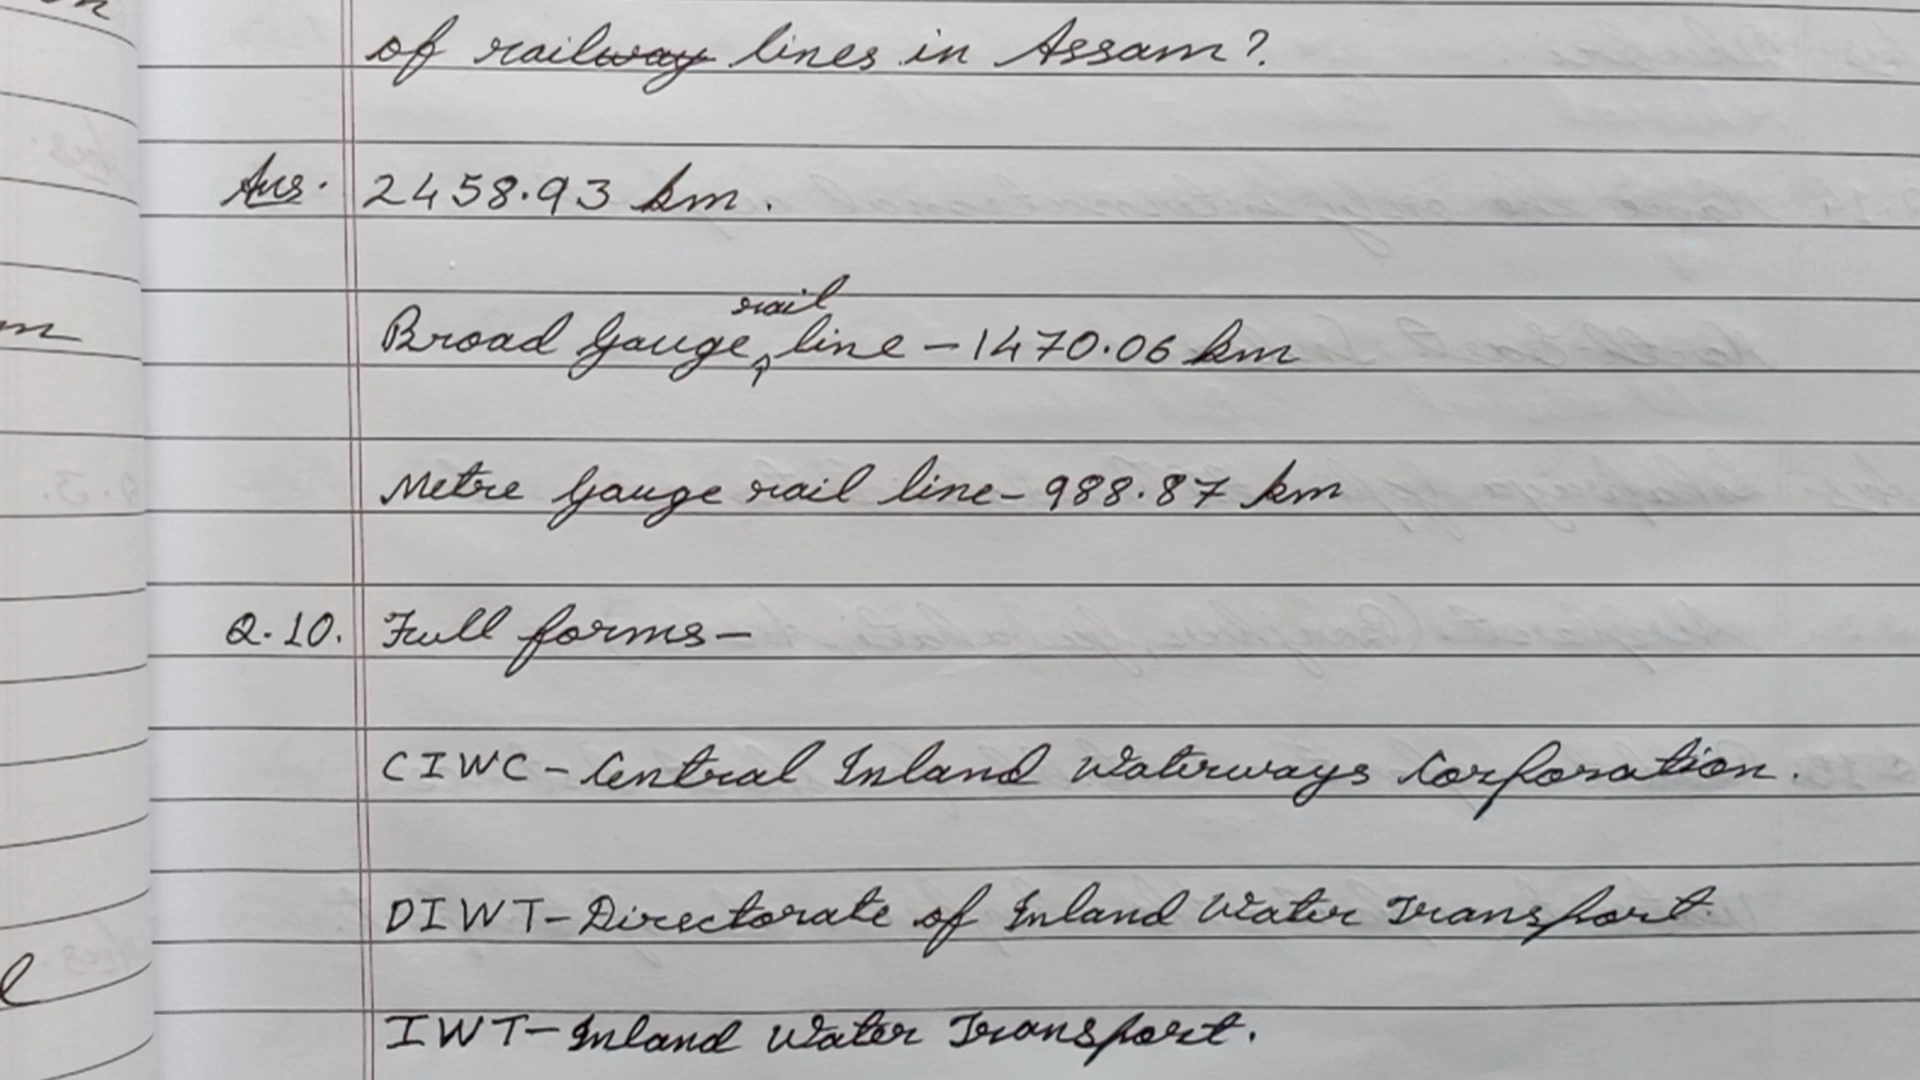 of rail lines in Assam?
Ans. 2458.93 km.
Broad Gauge rail line - 1470.06 km
Metre Gauge rail line - 988.87 km
Q.10. Full forms -
CIWC - Central Inland Waterways Corporation.
DIWT - Directorate of Inland Water Transport.
IWT - Inland Water Transport.